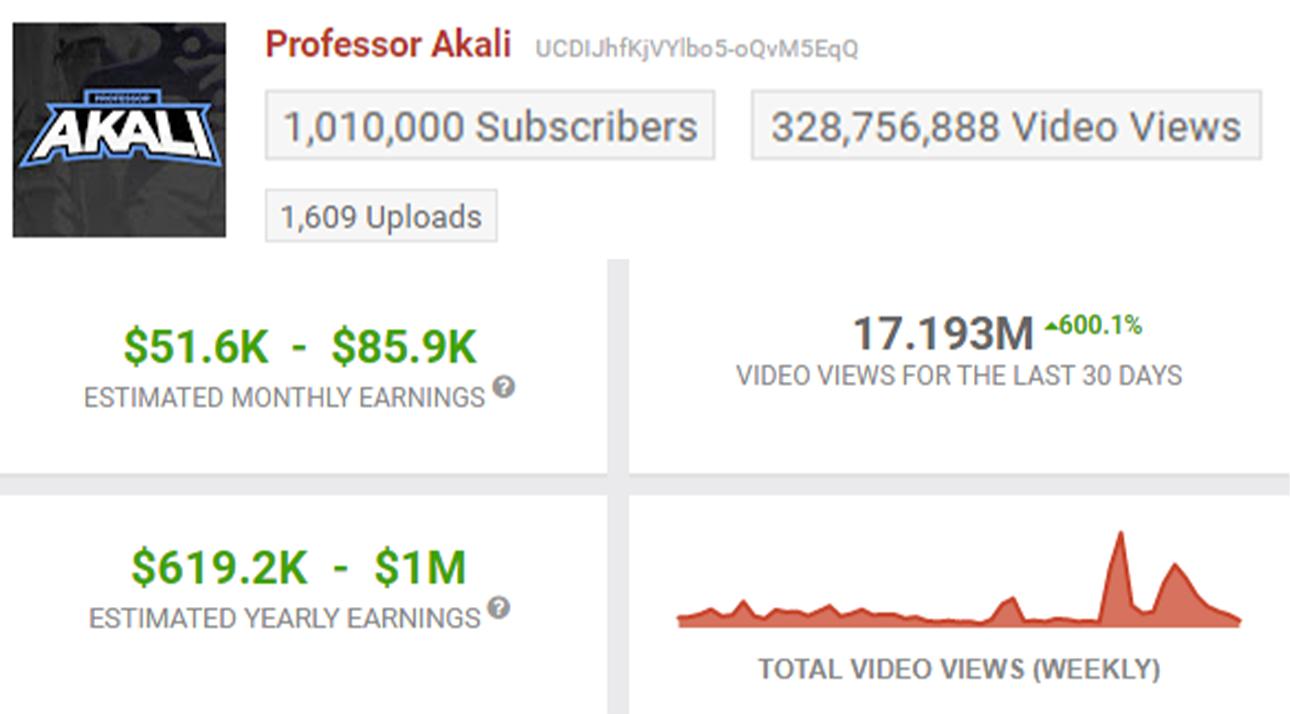 Professor Akali UCDIJhfKjVYlbo5-oQvM5EqQ
PROFESSOR
AKALI
1,010,000 Subscribers 328,756,888 Video Views
1,609 Uploads
$51.6K - $85.9K
ESTIMATED MONTHLY EARNINGS ?
17.193M 600.1%
VIDEO VIEWS FOR THE LAST 30 DAYS
$619.2K - $1M
ESTIMATED YEARLY EARNINGS ?
TOTAL VIDEO VIEWS (WEEKLY)